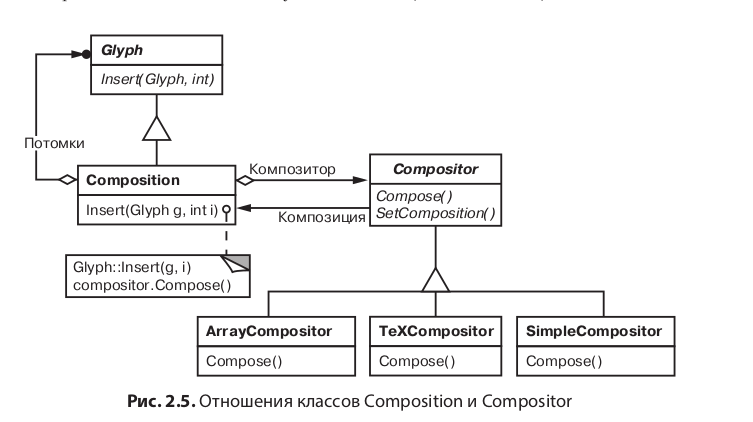 Glyph
Insert(Glyph, int)
Потомки
Composition
Insert(Glyph g, int i)
Композитор
Композиция
Compositor
Compose()
SetComposition()
Glyph::Insert(g, i)
compositor.Compose()
ArrayCompositor
Compose()
TeXCompositor
Compose()
SimpleCompositor
Compose()
Рис. 2.5. Отношения классов Composition и Compositor